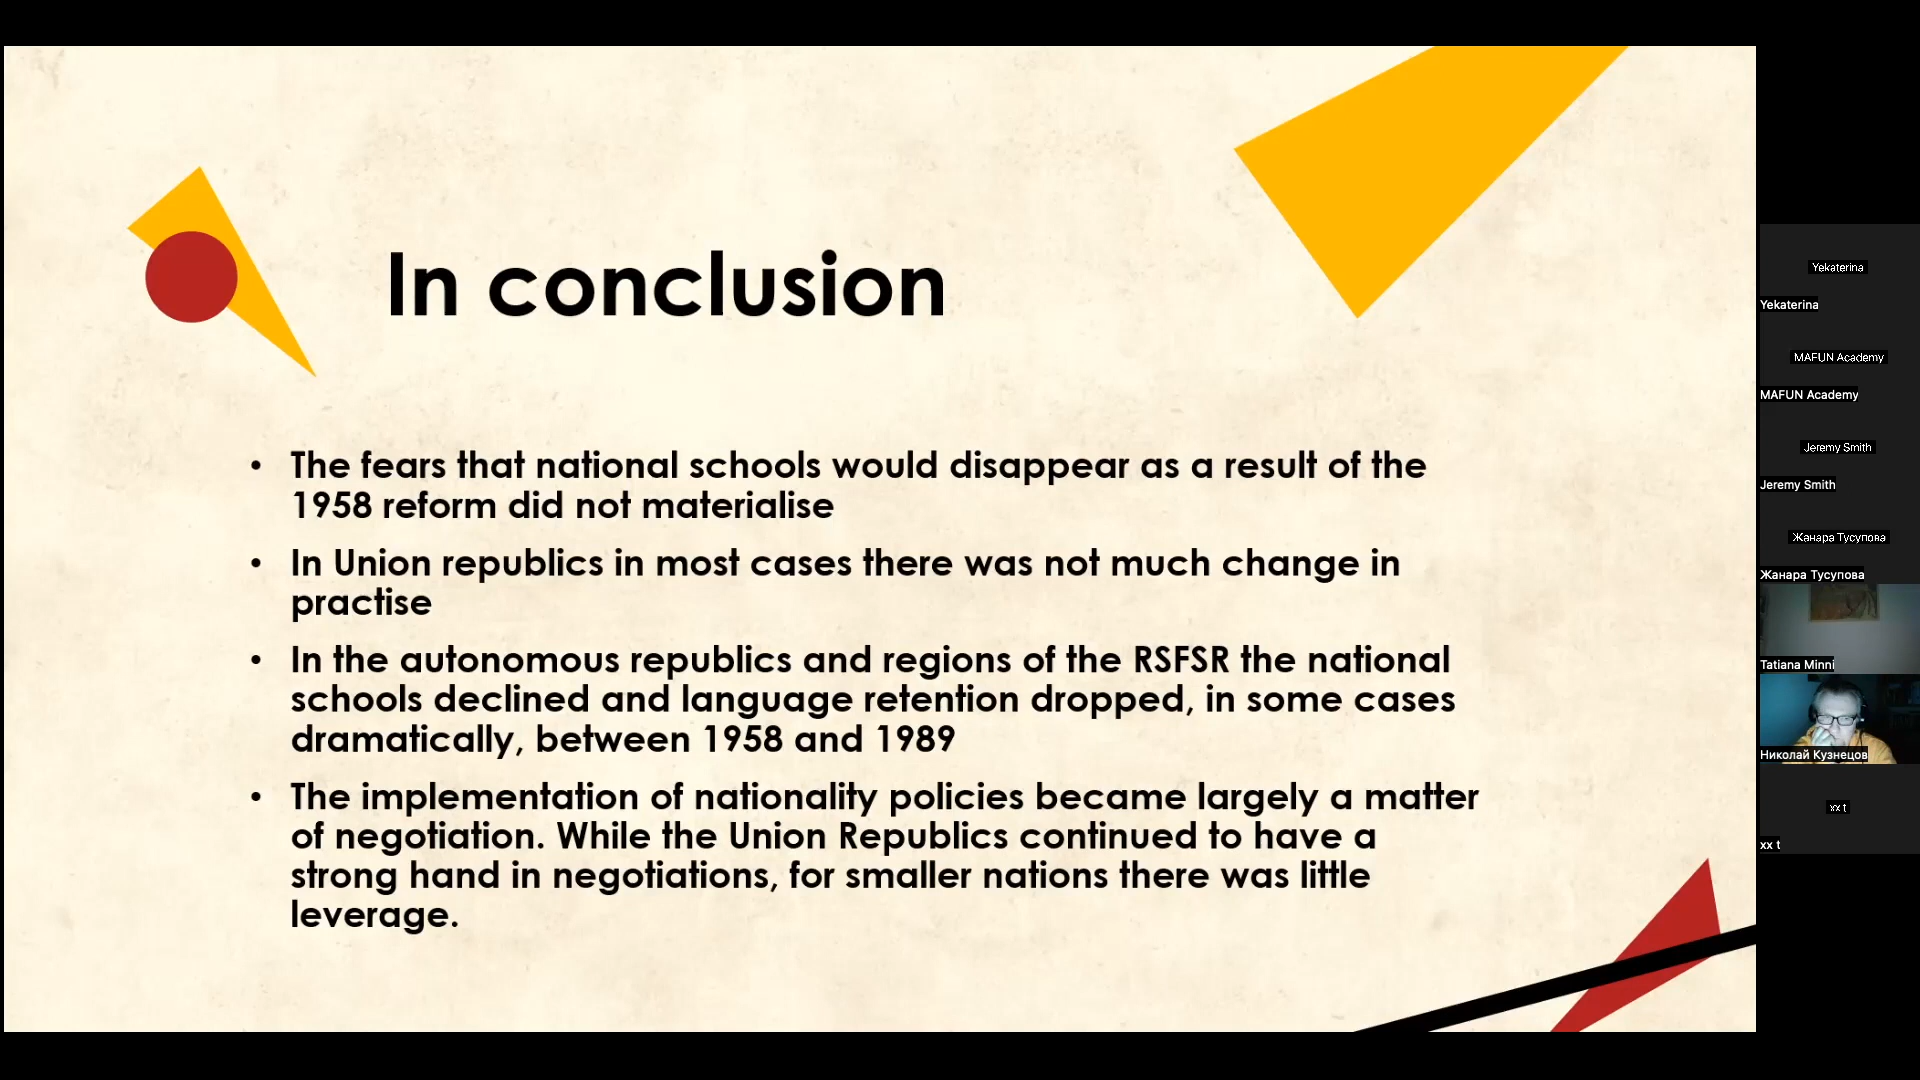 In conclusion
• The fears that national schools would disappear as a result of the
1958 reform did not materialise
• In Union republics in most cases there was not much change in
practise
• In the autonomous republics and regions of the RSFSR the national
schools declined and language retention dropped, in some cases
dramatically, between 1958 and 1989
• The implementation of nationality policies became largely a matter
of negotiation. While the Union Republics continued to have a
strong hand in negotiations, for smaller nations there was little
leverage.
Yekaterina
Yekaterina
MAFUN Academy
MAFUN Academy
Jeremy Smith
Jeremy Smith
Жанара Тусупова
Жанара Тусупова
Tatiana Minni
Николай Кузнецов
xx t
xx t